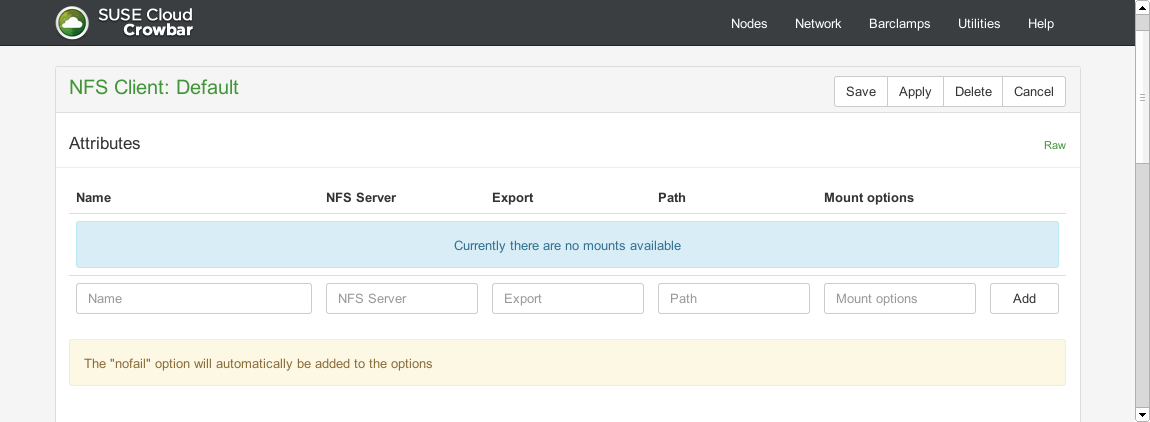 SUSE Cloud
Crowbar
Nodes Network Barclamps Utilities Help
NFS Client: Default
Save Apply Delete Cancel
Attributes
Raw
Name NFS Server Export Path Mount options
Currently there are no mounts available
Name NFS Server Export Path Mount options Add
The "nofail" option will automatically be added to the options